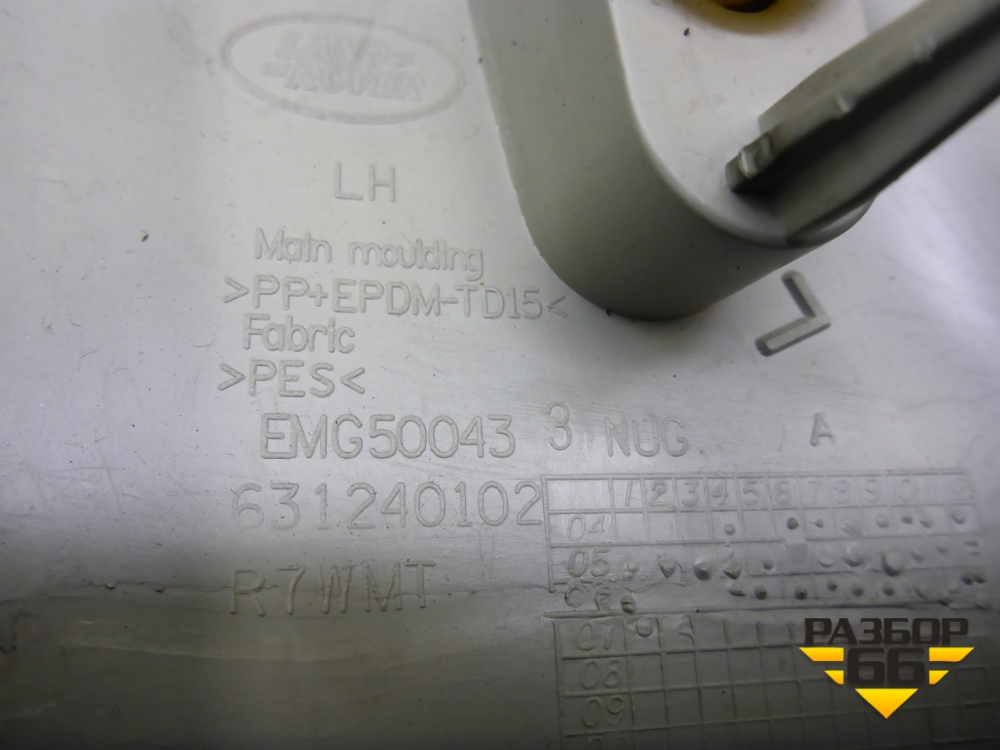 LAND-
ROVER
LH
Main moulding
>PP+EPDM-TD15<
Fabric
>PES<
L
EMG50043 3 NUG A
631240102
R7WMT
1 2 3 4 5 6 7 8 9 10
04
05
07
08
09
РАЗБОР
66